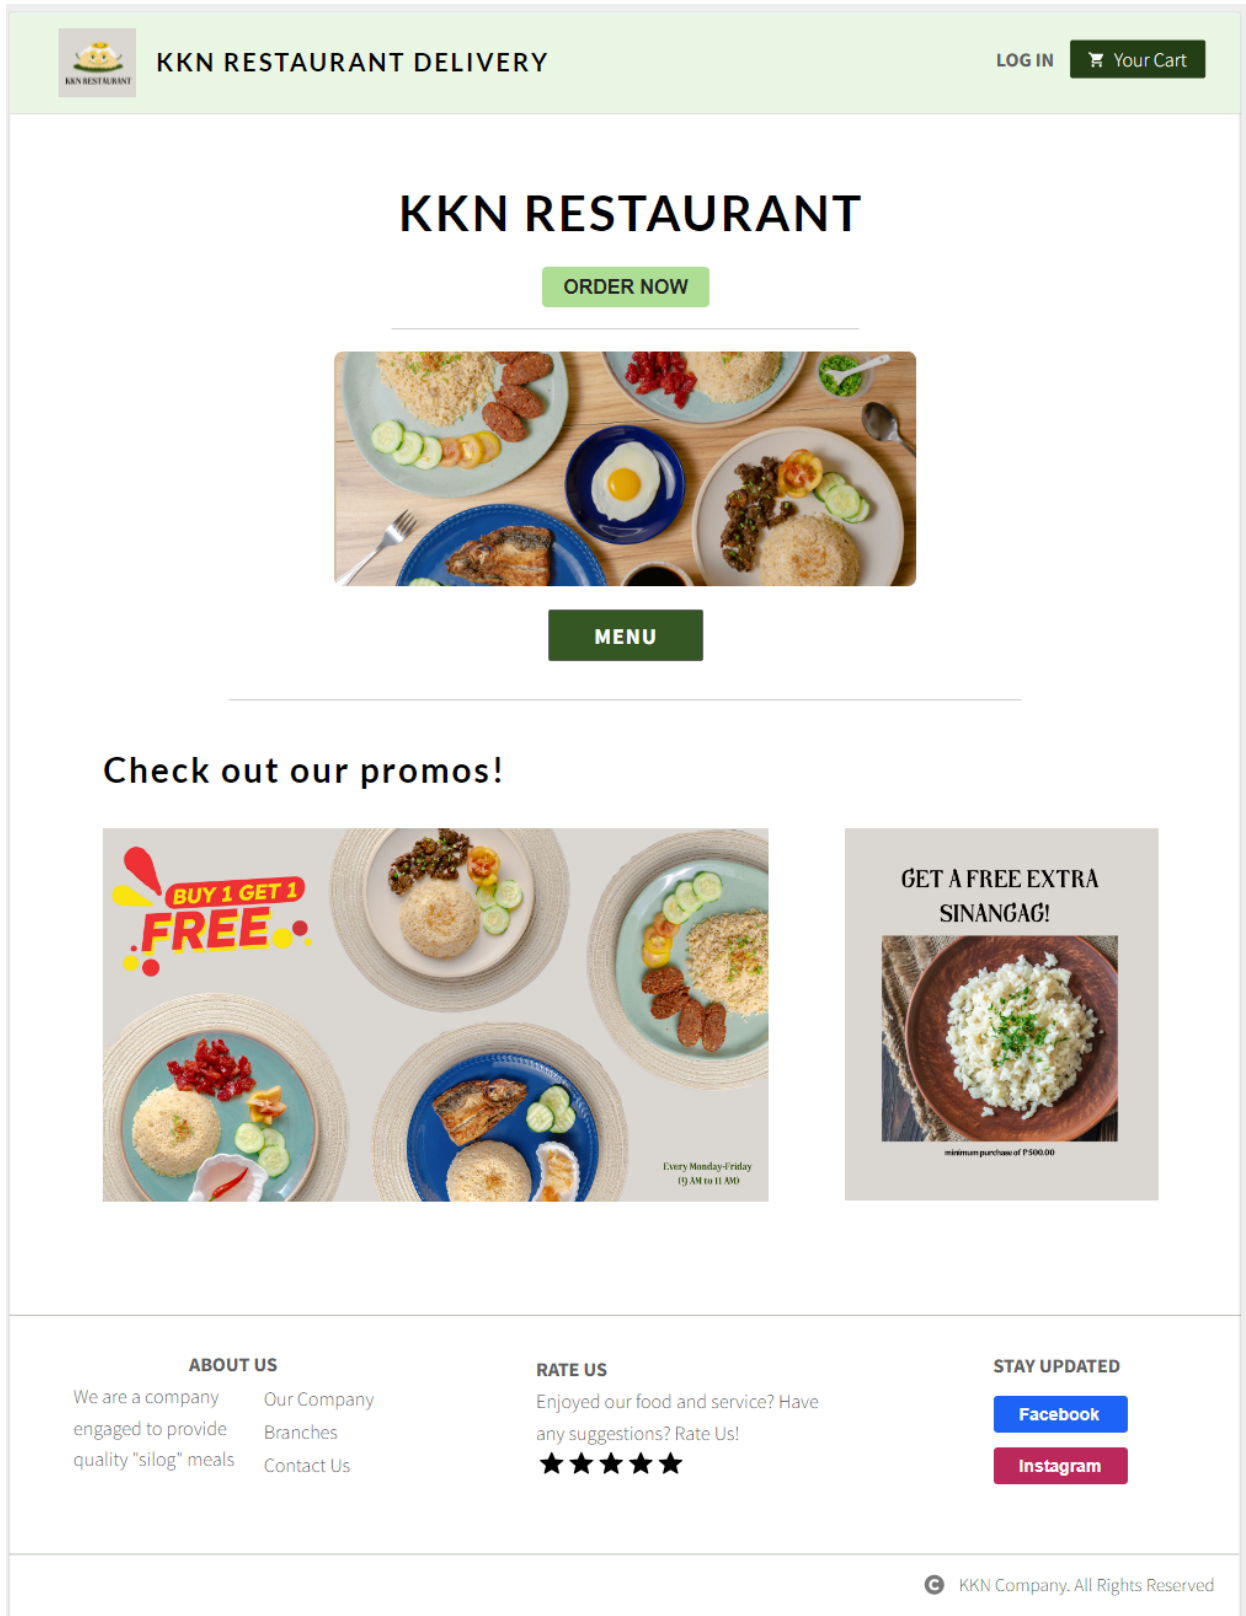 KKN RESTAURANT
KKN RESTAURANT DELIVERY
LOG IN
Your Cart
KKN RESTAURANT
ORDER NOW
MENU
Check out our promos!
BUY 1 GET 1
FREE
Every Monday-Friday
(9 AM to 11 AM)
GET A FREE EXTRA
SINANGAG!
minimum purchase of P500.00
ABOUT US
We are a company
engaged to provide
quality "silog" meals
Our Company
Branches
Contact Us
RATE US
Enjoyed our food and service? Have
any suggestions? Rate Us!
STAY UPDATED
Facebook
Instagram
KKN Company. All Rights Reserved